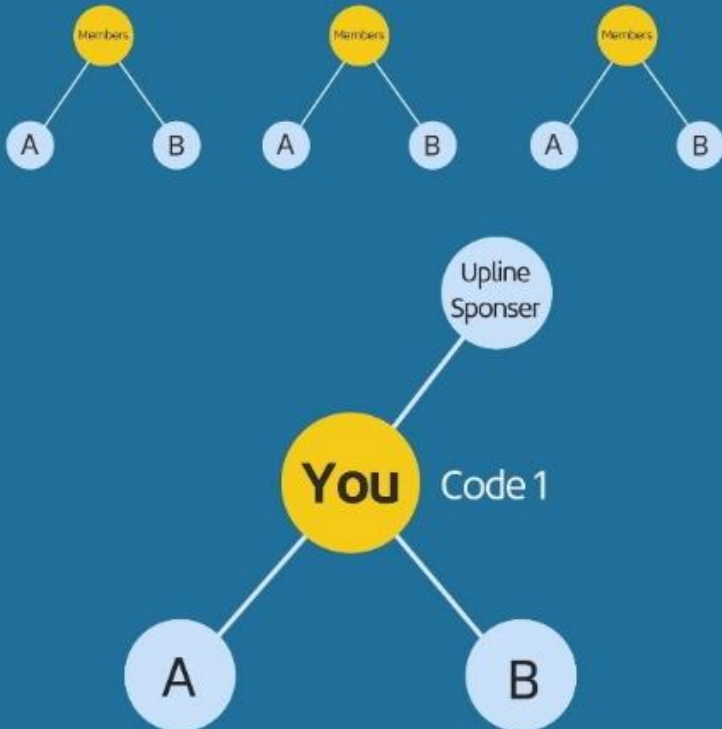 Members Members Members
A B A B A B
Upline
Sponser
You Code 1
A B